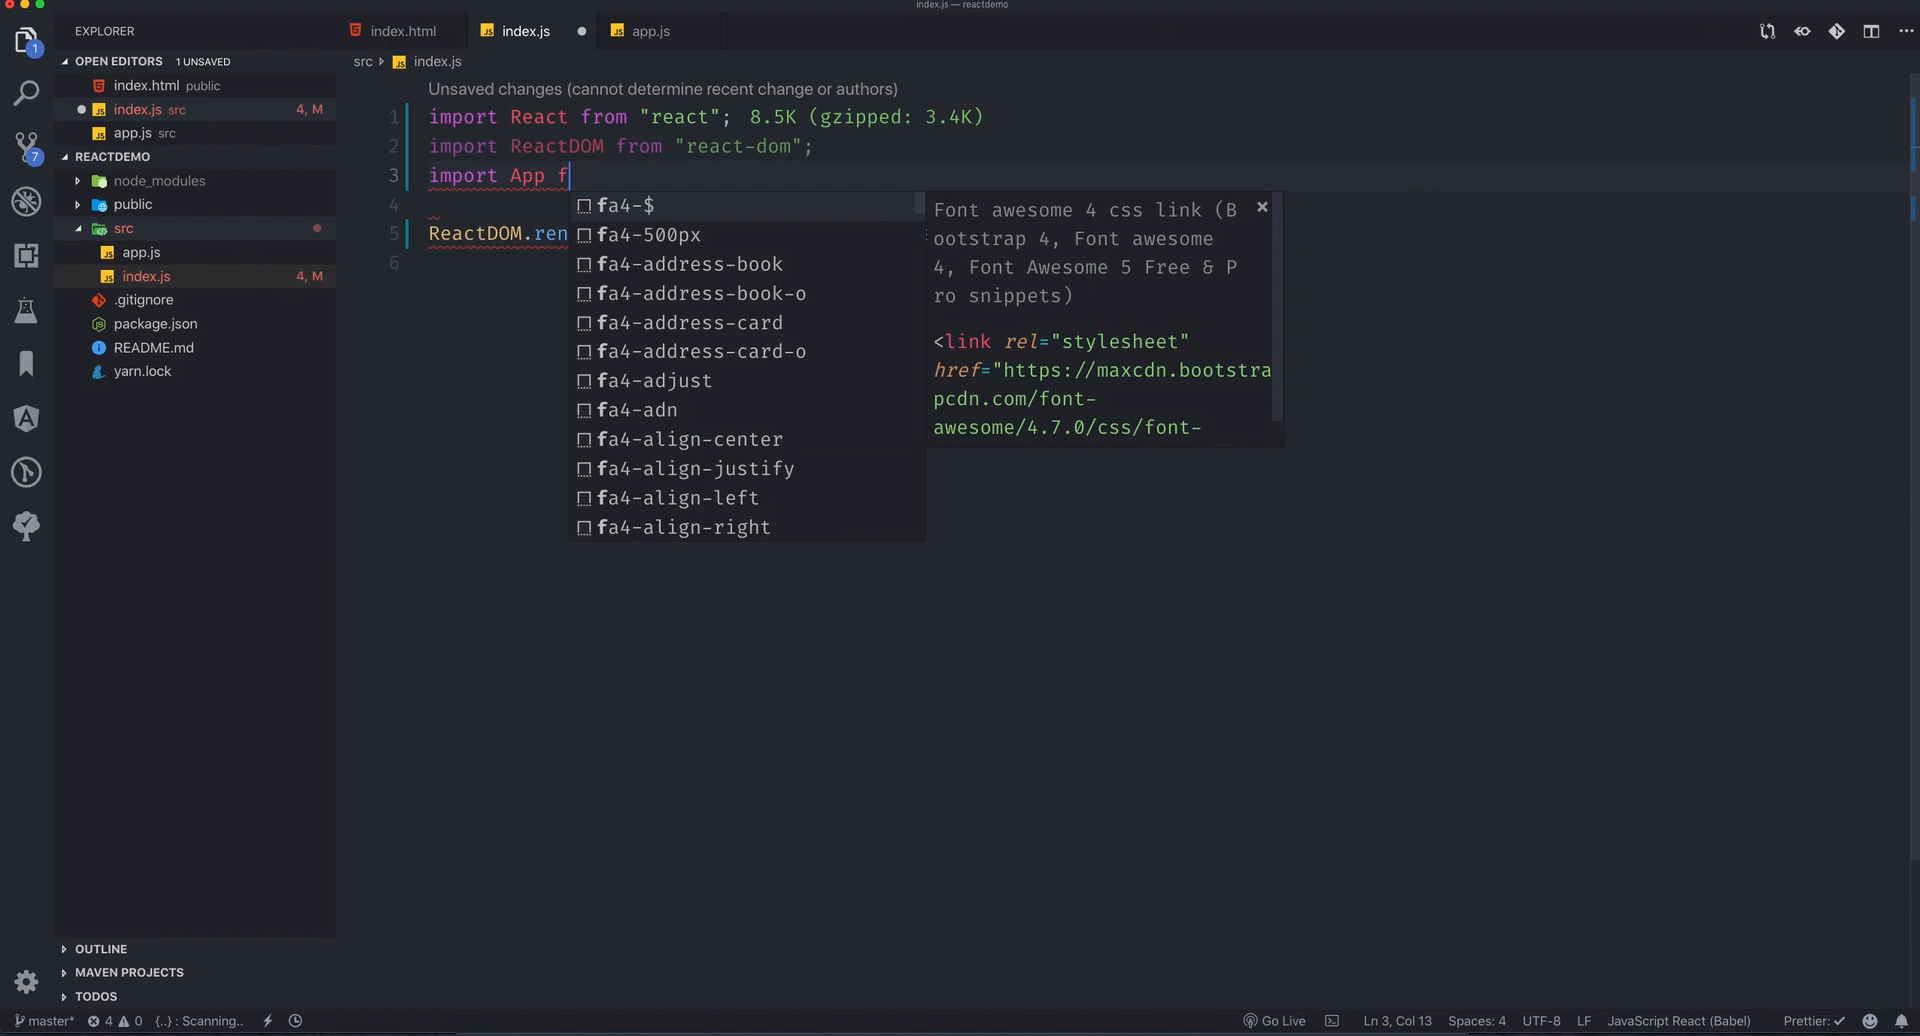 index.js — reactdemo
EXPLORER
index.html
index.js
app.js
OPEN EDITORS 1 UNSAVED
index.html public
index.js src 4, M
app.js src
REACTDEMO
node_modules
public
src
app.js
index.js 4, M
.gitignore
package.json
README.md
yarn.lock
OUTLINE
MAVEN PROJECTS
TODOS
1
7
src index.js
Unsaved changes (cannot determine recent change or authors)
1 import React from "react"; 8.5K (gzipped: 3.4K)
2 import ReactDOM from "react-dom";
3 import App f
4
5 ReactDOM.ren
6
fa4-$
fa4-500px
fa4-address-book
fa4-address-book-o
fa4-address-card
fa4-address-card-o
fa4-adjust
fa4-adn
fa4-align-center
fa4-align-justify
fa4-align-left
fa4-align-right
Font awesome 4 css link (B
ootstrap 4, Font awesome
4, Font Awesome 5 Free & P
ro snippets)
<link rel="stylesheet"
href="https://maxcdn.bootstra
pcdn.com/font-
awesome/4.7.0/css/font-
master* 4 0 {..} : Scanning.. Go Live Ln 3, Col 13 Spaces: 4 UTF-8 LF JavaScript React (Babel) Prettier: ✓